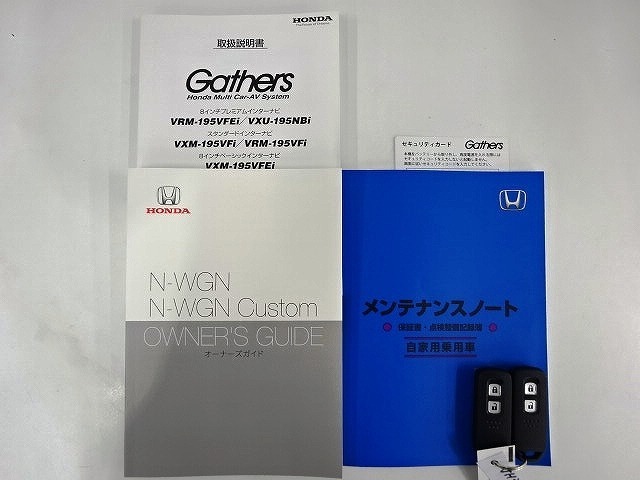 HONDA
The Power of Dreams
取扱説明書
Gathers
Honda Multi Car-AV System
8インチプレミアムインターナビ
VRM-195VFEi／VXU-195NBi
スタンダードインターナビ
VXM-195VFi／VRM-195VFi
8インチベーシックインターナビ
VXM-195VFEi
セキュリティカード Gathers
HONDA
N-WGN
N-WGN Custom
OWNER'S GUIDE
オーナーズガイド
メンテナンスノート
保証書・点検整備記録簿
自家用乗用車